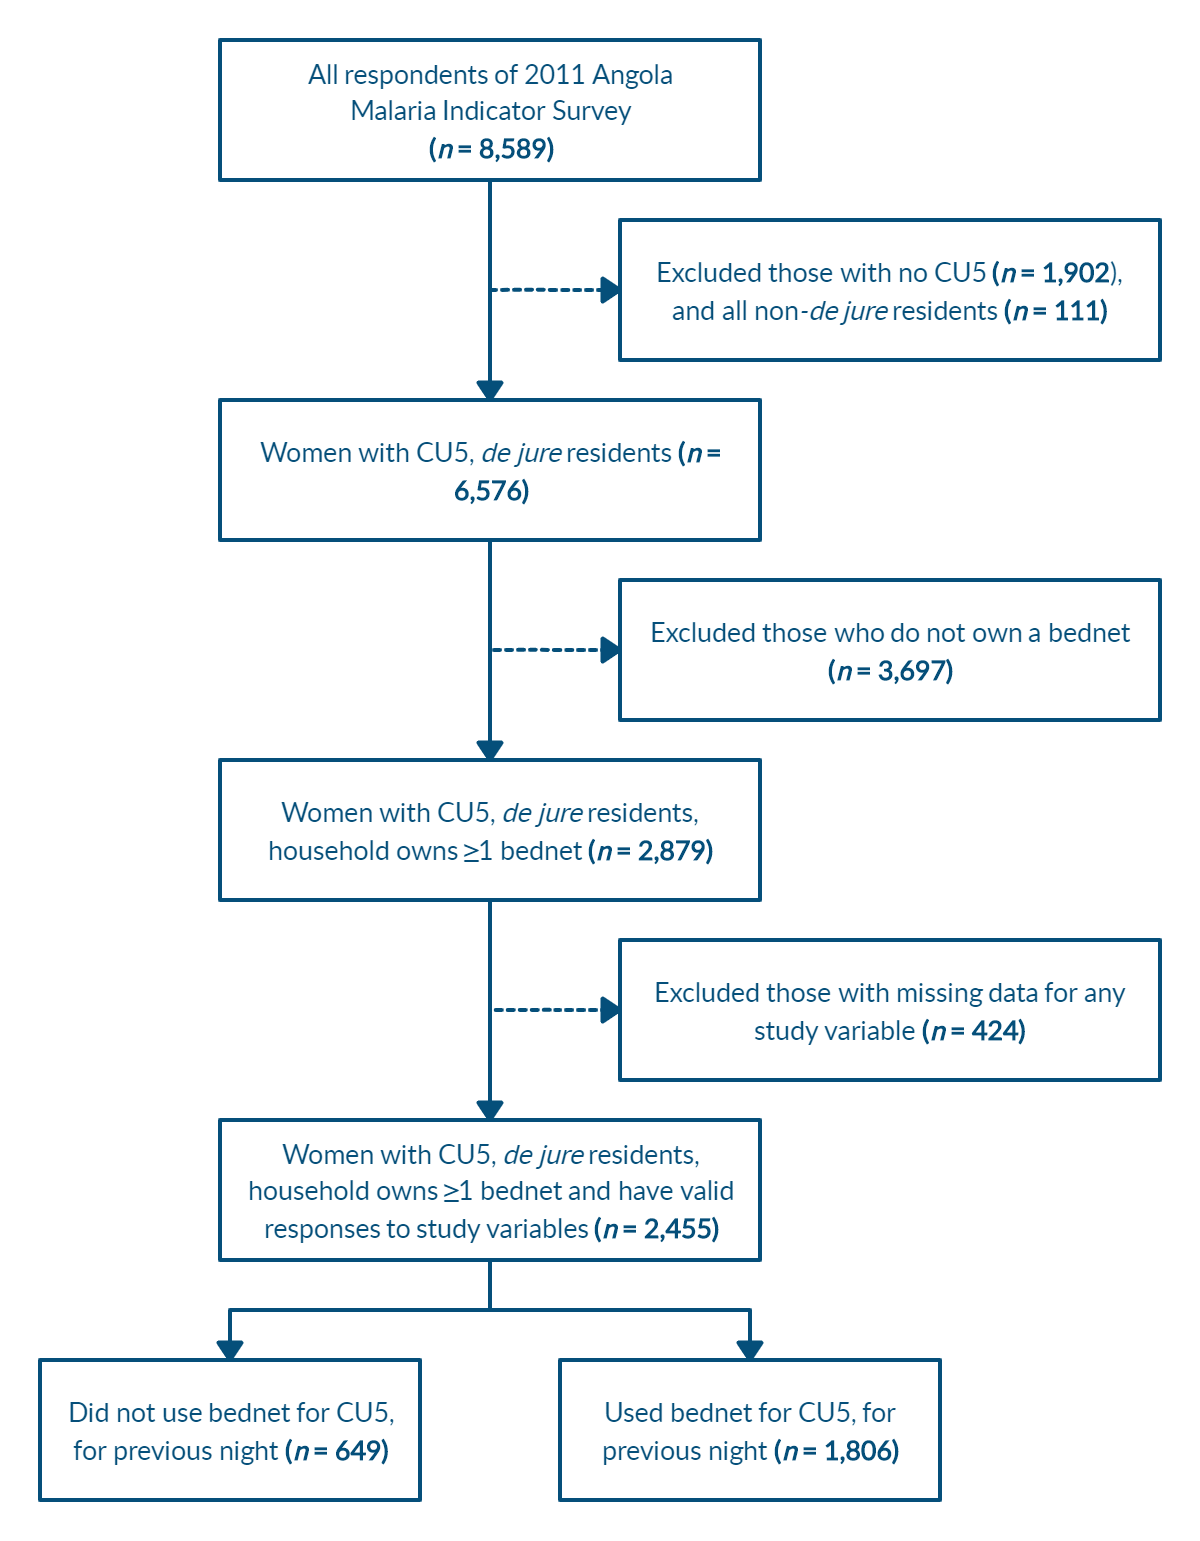 All respondents of 2011 Angola
Malaria Indicator Survey
(n = 8,589)
Excluded those with no CU5 (n = 1,902),
and all non-de jure residents (n = 111)
Women with CU5, de jure residents (n =
6,576)
Excluded those who do not own a bednet
(n = 3,697)
Women with CU5, de jure residents,
household owns ≥1 bednet (n = 2,879)
Excluded those with missing data for any
study variable (n = 424)
Women with CU5, de jure residents,
household owns ≥1 bednet and have valid
responses to study variables (n = 2,455)
Did not use bednet for CU5,
for previous night (n = 649)
Used bednet for CU5, for
previous night (n = 1,806)